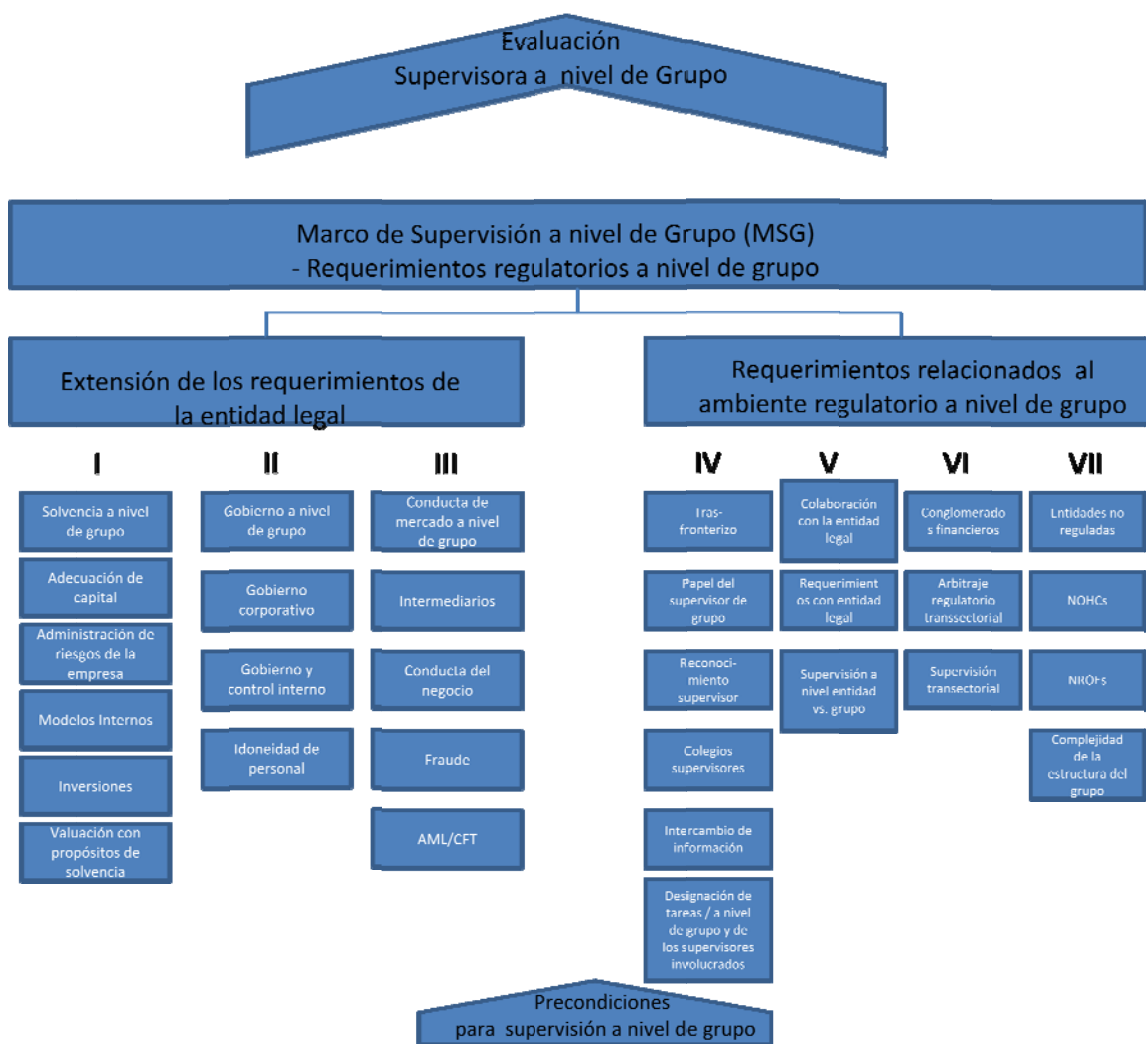 Evaluación
Supervisora a nivel de Grupo
Marco de Supervisión a nivel de Grupo (MSG)
- Requerimientos regulatorios a nivel de grupo
Extensión de los requerimientos de
la entidad legal
Requerimientos relacionados al
ambiente regulatorio a nivel de grupo
I
Solvencia a nivel
de grupo
Adecuación de
capital
Administración de
riesgos de la
empresa
Modelos Internos
Inversiones
Valuación con
propósitos de
solvencia
II
Gobierno a nivel
de grupo
Gobierno
corporativo
Gobierno y
control interno
Idoneidad de
personal
III
Conducta de
mercado a nivel
de grupo
Intermediarios
Conducta del
negocio
Fraude
AML/CFT
IV
Tras-
fronterizo
Papel del
supervisor de
grupo
Reconoci-
miento
supervisor
Colegios
supervisores
Intercambio de
información
Designación de
tareas / a nivel
de grupo y de
los supervisores
involucrados
V
Colaboración
con la entidad
legal
Requerimient
os con entidad
legal
Supervisión a
nivel entidad
vs. grupo
VI
Conglomerado
s financieros
Arbitraje
regulatorio
transsectorial
Supervisión
transectorial
VII
Entidades no
reguladas
NOHCs
NROEs
Complejidad
de la
estructura del
grupo
Precondiciones
para supervisión a nivel de grupo